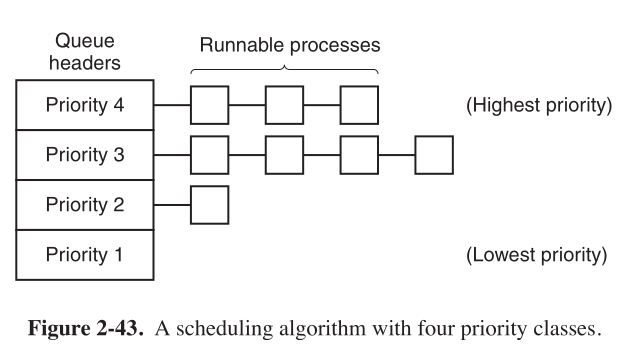 Queue
headers
Runnable processes
Priority 4
(Highest priority)
Priority 3
Priority 2
Priority 1
(Lowest priority)
Figure 2-43. A scheduling algorithm with four priority classes.